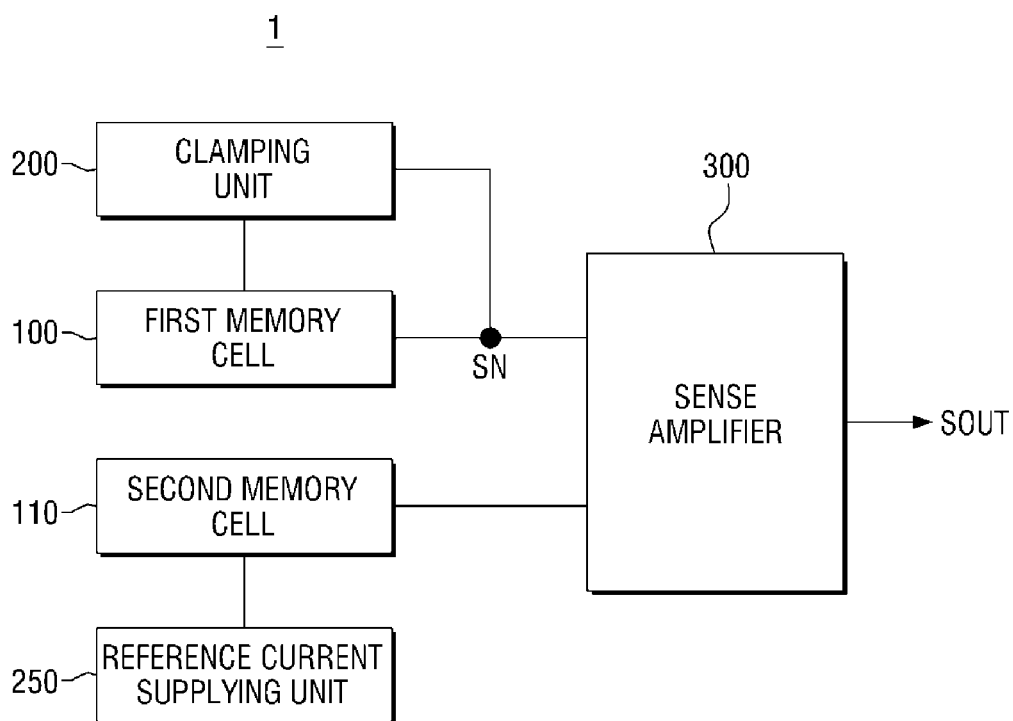 1
200
CLAMPING
UNIT
300
100
FIRST MEMORY
CELL
SN
SENSE
AMPLIFIER
SOUT
110
SECOND MEMORY
CELL
250
REFERENCE CURRENT
SUPPLYING UNIT